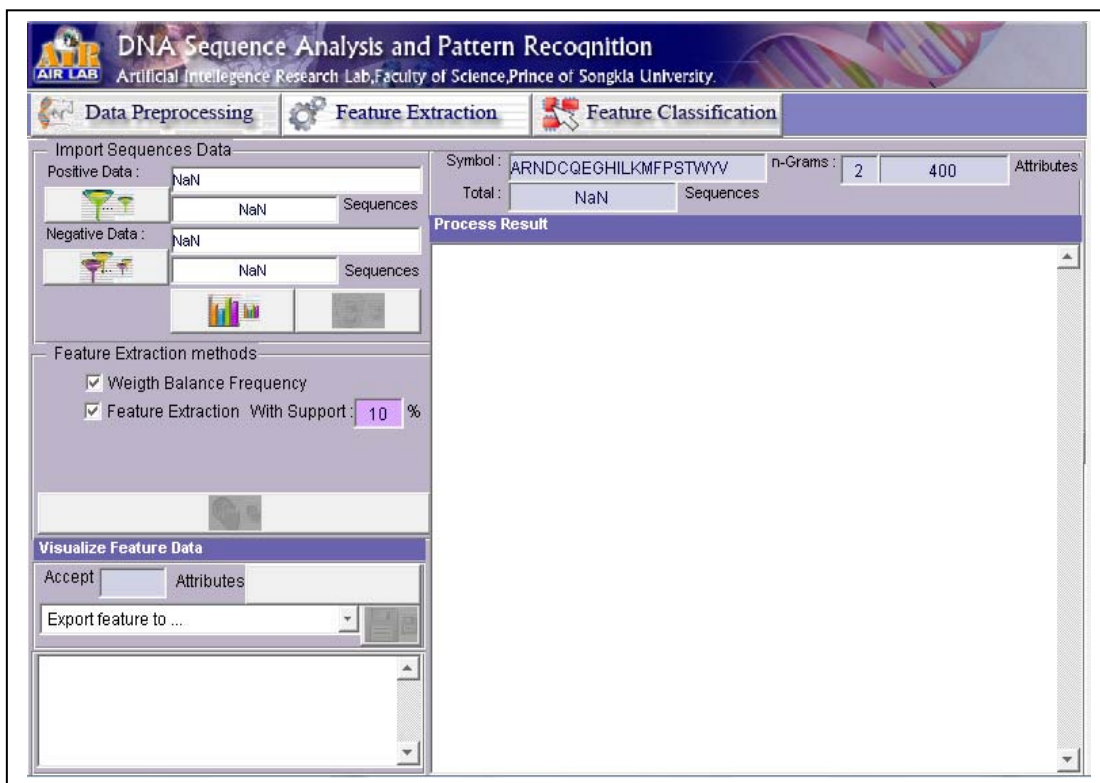 AiR
AIR LAB
DNA Sequence Analysis and Pattern Recognition
Artificial Intellegence Research Lab,Faculty of Science,Prince of Songkla University.
Data Preprocessing
Feature Extraction
Feature Classification
Import Sequences Data
Positive Data :
NaN
NaN
Sequences
Negative Data :
NaN
NaN
Sequences
Feature Extraction methods
Weigth Balance Frequency
Feature Extraction With Support : 10 %
Visualize Feature Data
Accept
Attributes
Export feature to ...
Symbol : ARNDCQEGHILKMFPSTWYV n-Grams : 2 400 Attributes
Total : NaN Sequences
Process Result